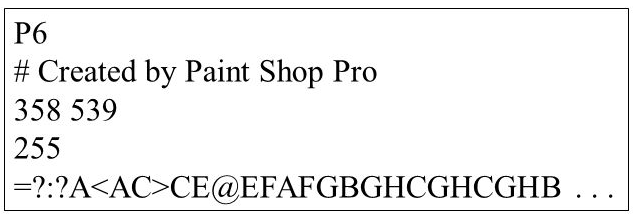 P6
# Created by Paint Shop Pro
358 539
255
=?:?A<AC>CE@EFAFGBGHCGHCGHB . . .